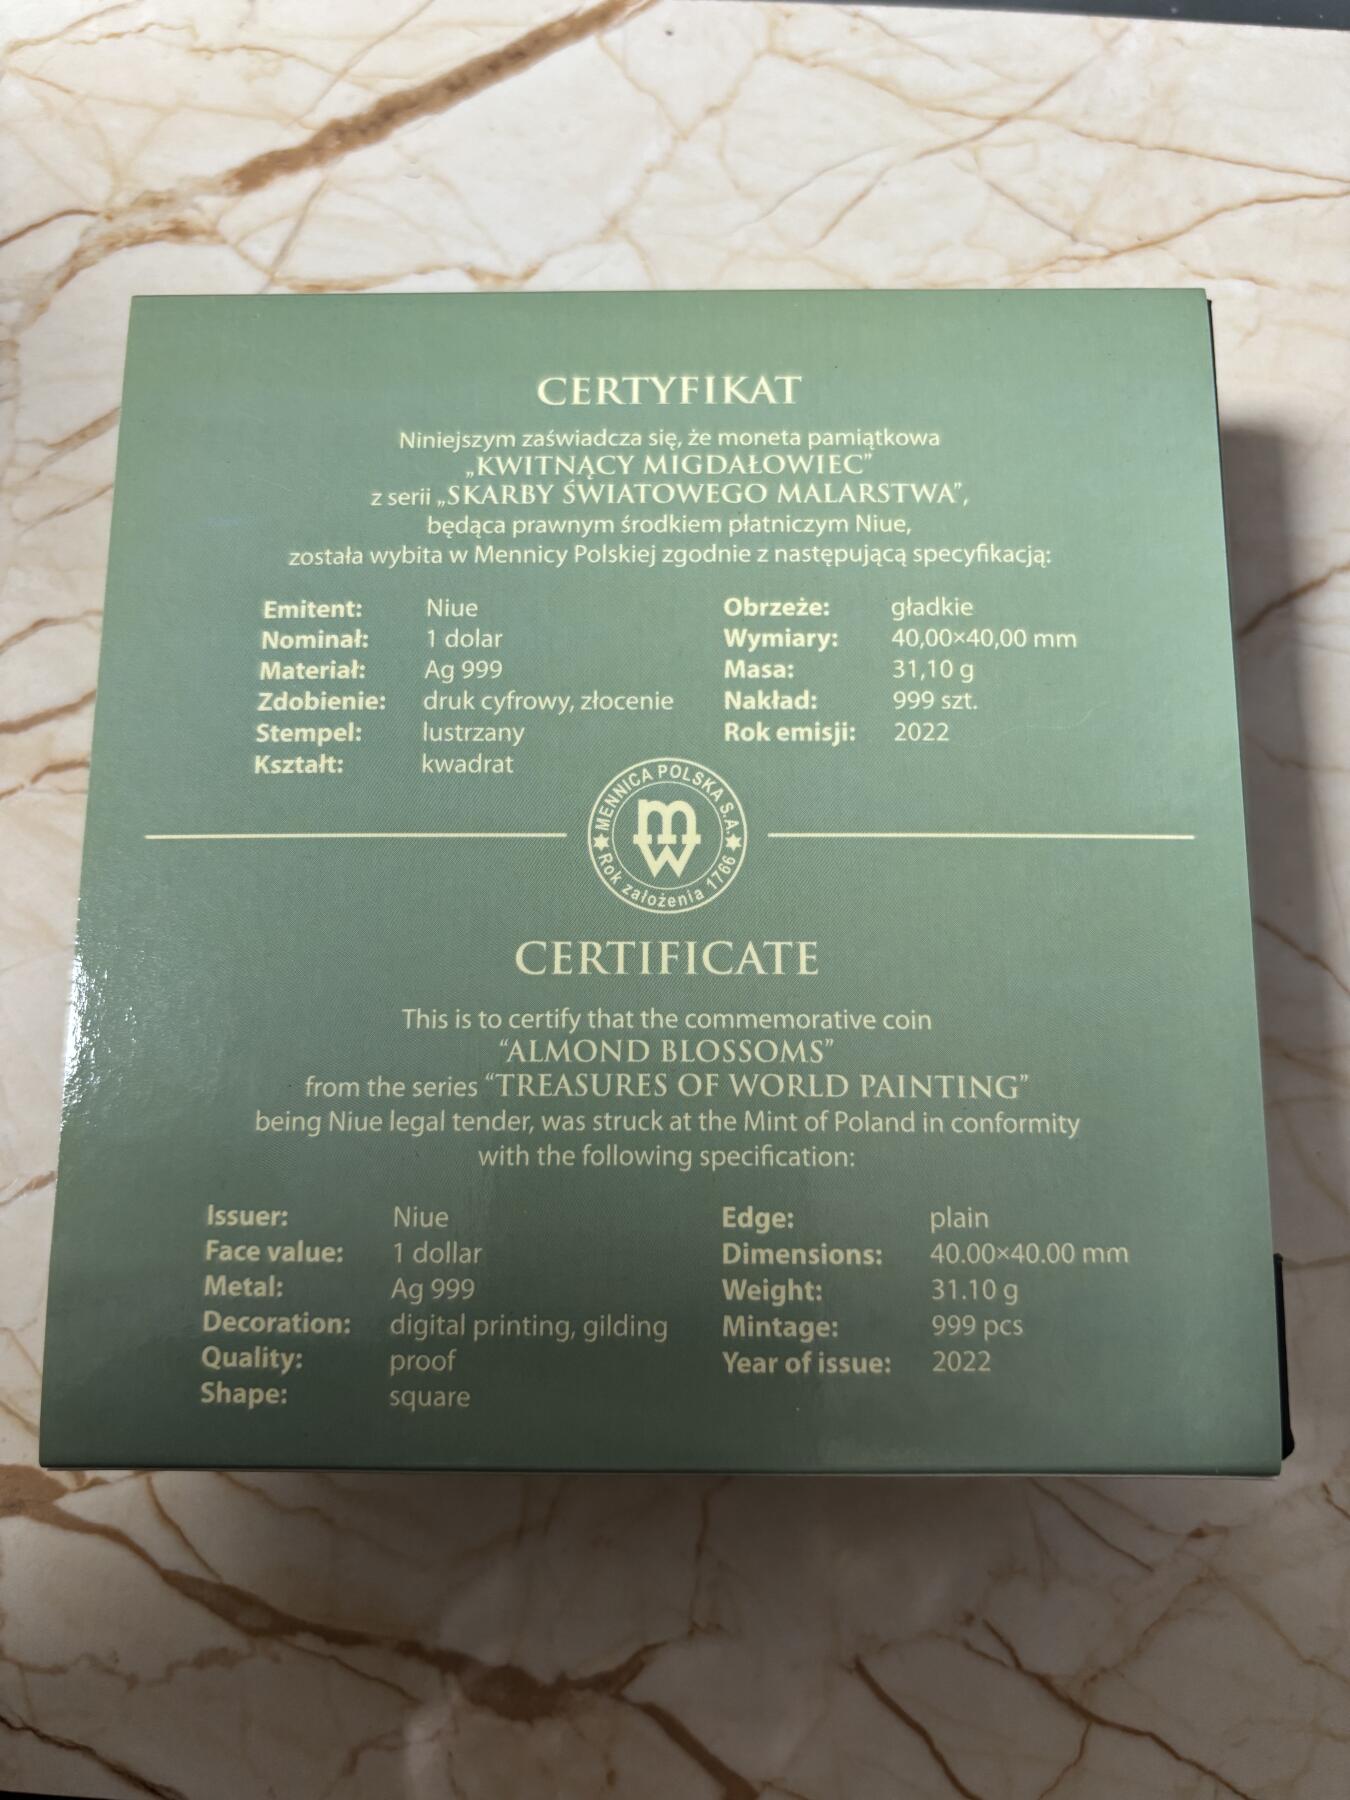 CERTYFIKAT
Niniejszym zaświadcza się, że moneta pamiątkowa
„KWITNĄCY MIGDAŁOWIEC”
z serii „SKARBY ŚWIATOWEGO MALARSTWA”,
będąca prawnym środkiem płatniczym Niue,
została wybita w Mennicy Polskiej zgodnie z następującą specyfikacją:
Emitent: Niue
Nominał: 1 dolar
Materiał: Ag 999
Zdobienie: druk cyfrowy, złocenie
Stempel: lustrzany
Kształt: kwadrat
Obrzeże: gładkie
Wymiary: 40,00×40,00 mm
Masa: 31,10 g
Nakład: 999 szt.
Rok emisji: 2022
MENNICA POLSKA S.A.
mw
Rok założenia 1766
CERTIFICATE
This is to certify that the commemorative coin
“ALMOND BLOSSOMS”
from the series “TREASURES OF WORLD PAINTING”
being Niue legal tender, was struck at the Mint of Poland in conformity
with the following specification:
Issuer: Niue
Face value: 1 dollar
Metal: Ag 999
Decoration: digital printing, gilding
Quality: proof
Shape: square
Edge: plain
Dimensions: 40.00×40.00 mm
Weight: 31.10 g
Mintage: 999 pcs
Year of issue: 2022